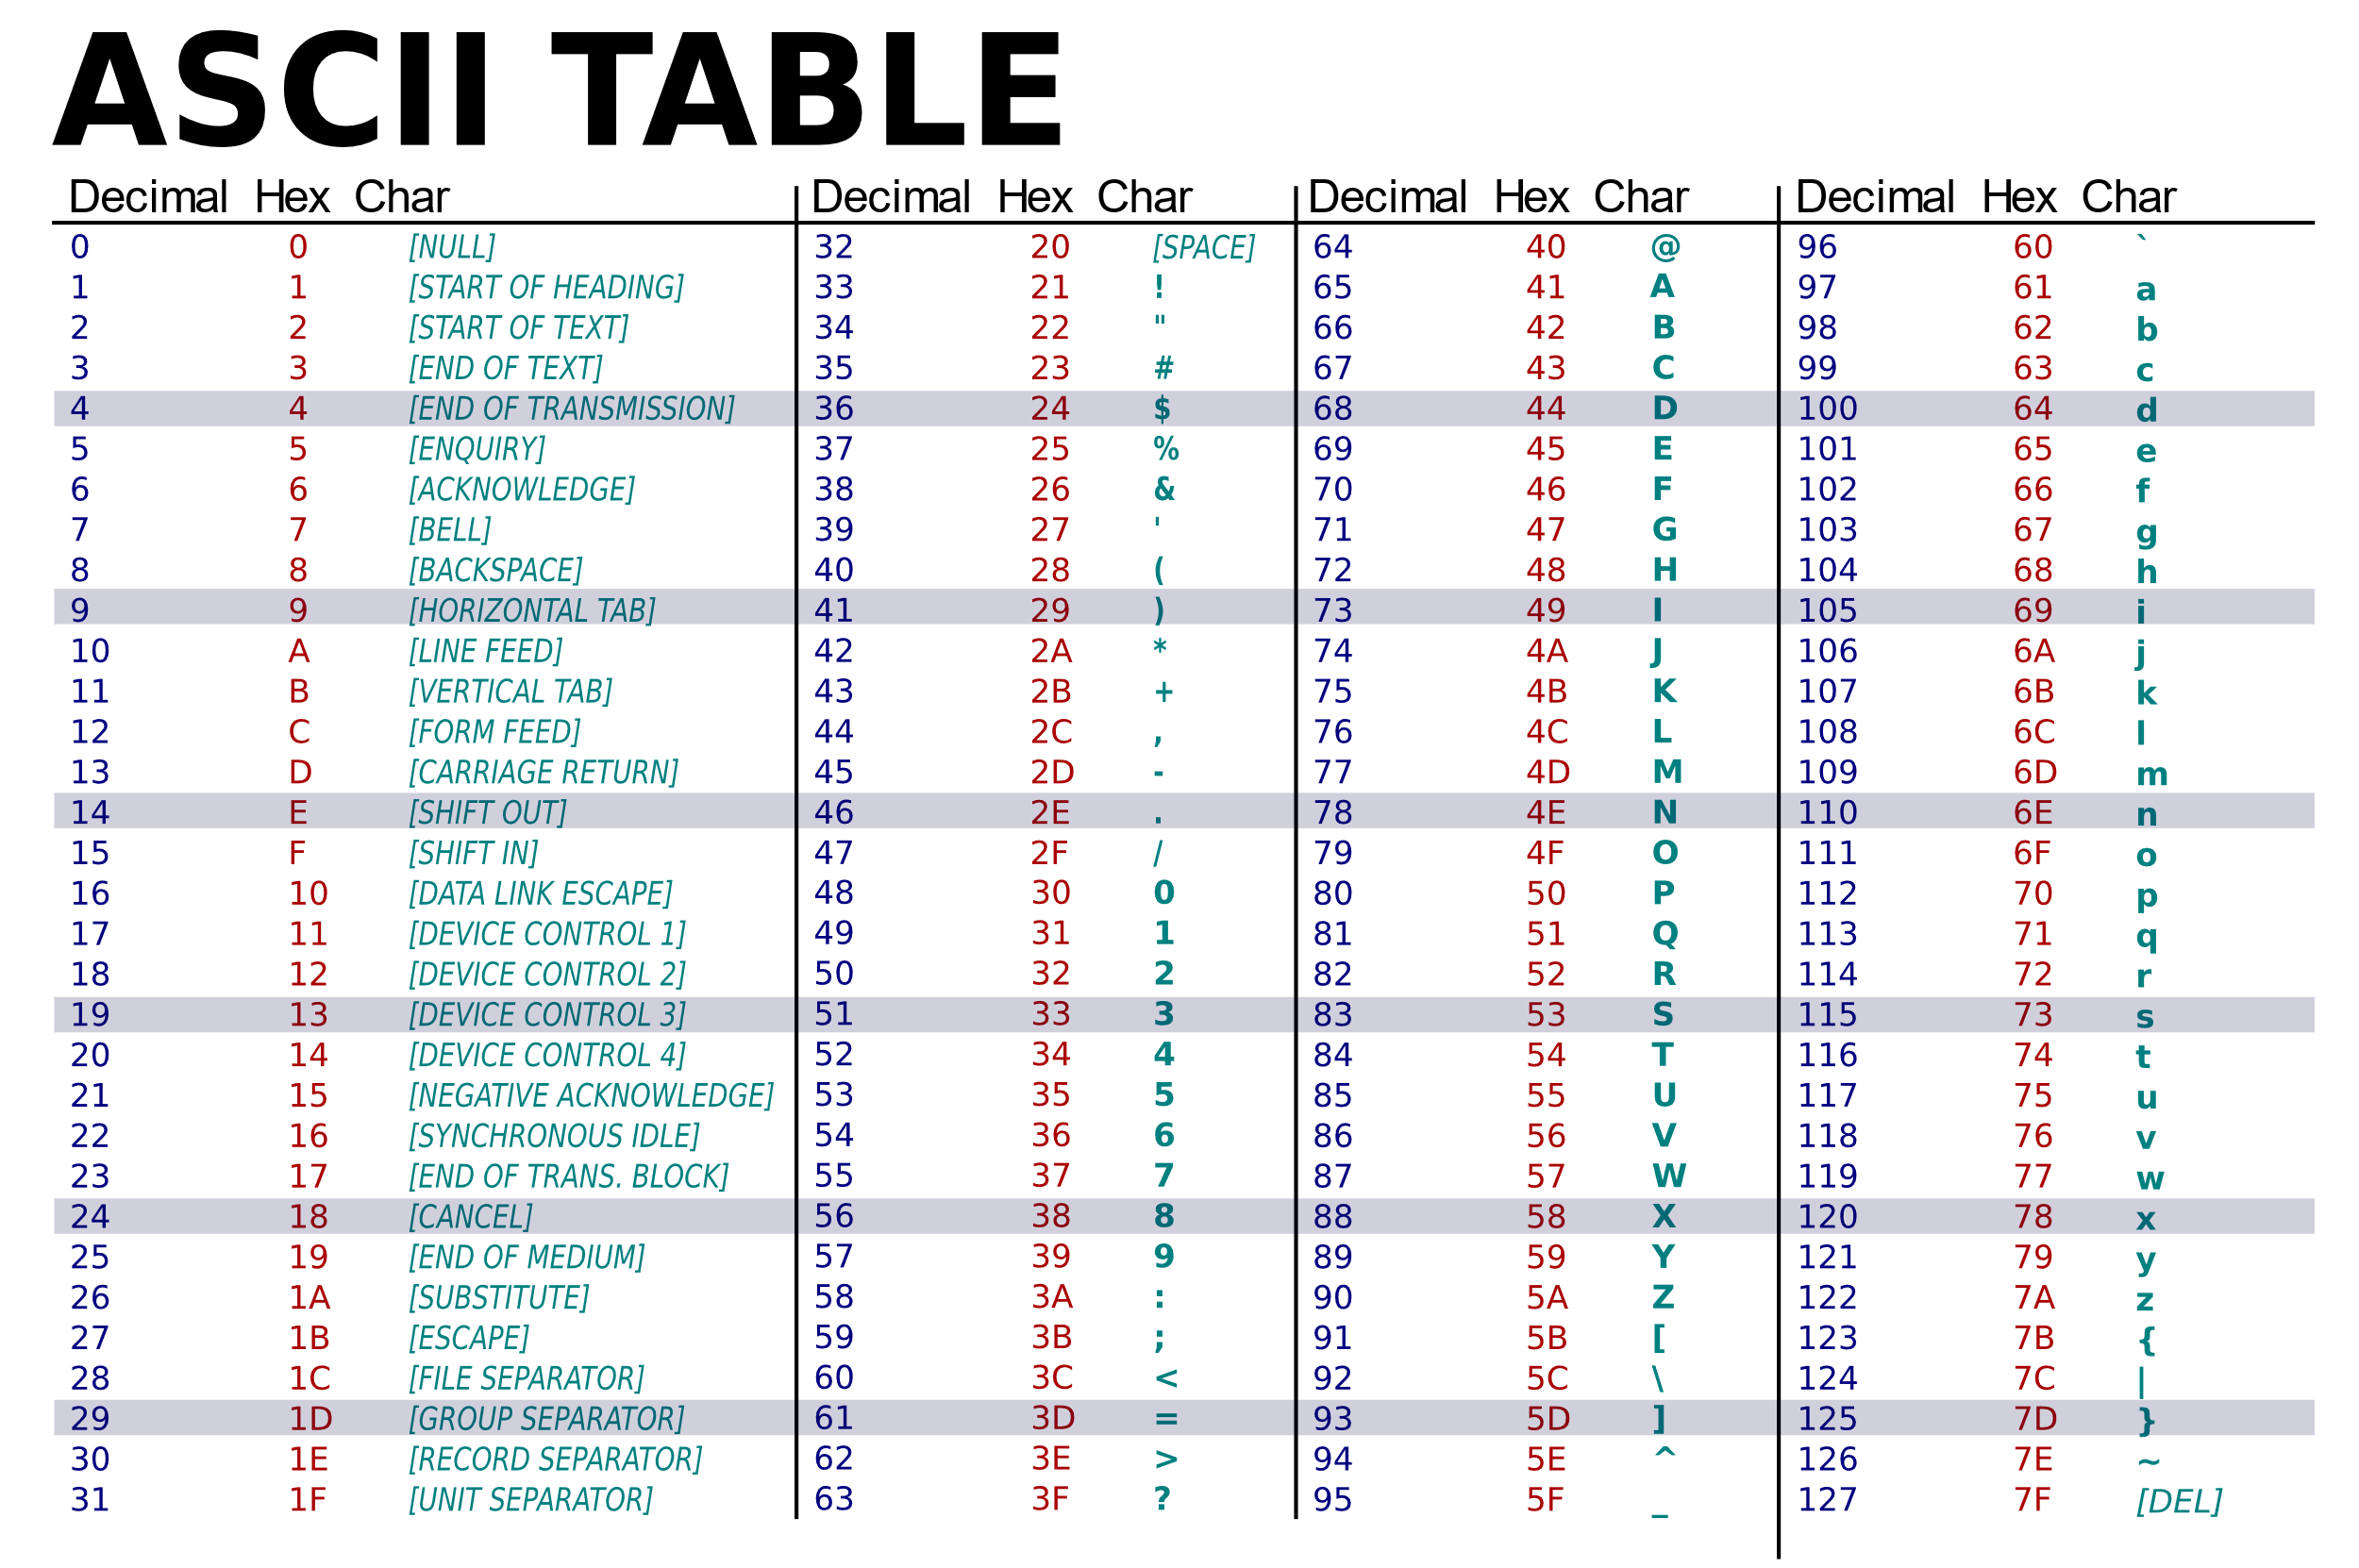 ASCII TABLE
Decimal Hex Char Decimal Hex Char Decimal Hex Char Decimal Hex Char
0 0 [NULL] 32 20 [SPACE] 64 40 @ 96 60 `
1 1 [START OF HEADING] 33 21 ! 65 41 A 97 61 a
2 2 [START OF TEXT] 34 22 " 66 42 B 98 62 b
3 3 [END OF TEXT] 35 23 # 67 43 C 99 63 c
4 4 [END OF TRANSMISSION] 36 24 $ 68 44 D 100 64 d
5 5 [ENQUIRY] 37 25 % 69 45 E 101 65 e
6 6 [ACKNOWLEDGE] 38 26 & 70 46 F 102 66 f
7 7 [BELL] 39 27 ' 71 47 G 103 67 g
8 8 [BACKSPACE] 40 28 ( 72 48 H 104 68 h
9 9 [HORIZONTAL TAB] 41 29 ) 73 49 I 105 69 i
10 A [LINE FEED] 42 2A * 74 4A J 106 6A j
11 B [VERTICAL TAB] 43 2B + 75 4B K 107 6B k
12 C [FORM FEED] 44 2C , 76 4C L 108 6C l
13 D [CARRIAGE RETURN] 45 2D - 77 4D M 109 6D m
14 E [SHIFT OUT] 46 2E . 78 4E N 110 6E n
15 F [SHIFT IN] 47 2F / 79 4F O 111 6F o
16 10 [DATA LINK ESCAPE] 48 30 0 80 50 P 112 70 p
17 11 [DEVICE CONTROL 1] 49 31 1 81 51 Q 113 71 q
18 12 [DEVICE CONTROL 2] 50 32 2 82 52 R 114 72 r
19 13 [DEVICE CONTROL 3] 51 33 3 83 53 S 115 73 s
20 14 [DEVICE CONTROL 4] 52 34 4 84 54 T 116 74 t
21 15 [NEGATIVE ACKNOWLEDGE] 53 35 5 85 55 U 117 75 u
22 16 [SYNCHRONOUS IDLE] 54 36 6 86 56 V 118 76 v
23 17 [END OF TRANS. BLOCK] 55 37 7 87 57 W 119 77 w
24 18 [CANCEL] 56 38 8 88 58 X 120 78 x
25 19 [END OF MEDIUM] 57 39 9 89 59 Y 121 79 y
26 1A [SUBSTITUTE] 58 3A : 90 5A Z 122 7A z
27 1B [ESCAPE] 59 3B ; 91 5B [ 123 7B {
28 1C [FILE SEPARATOR] 60 3C < 92 5C \ 124 7C |
29 1D [GROUP SEPARATOR] 61 3D = 93 5D ] 125 7D }
30 1E [RECORD SEPARATOR] 62 3E > 94 5E ^ 126 7E ~
31 1F [UNIT SEPARATOR] 63 3F ? 95 5F _ 127 7F [DEL]